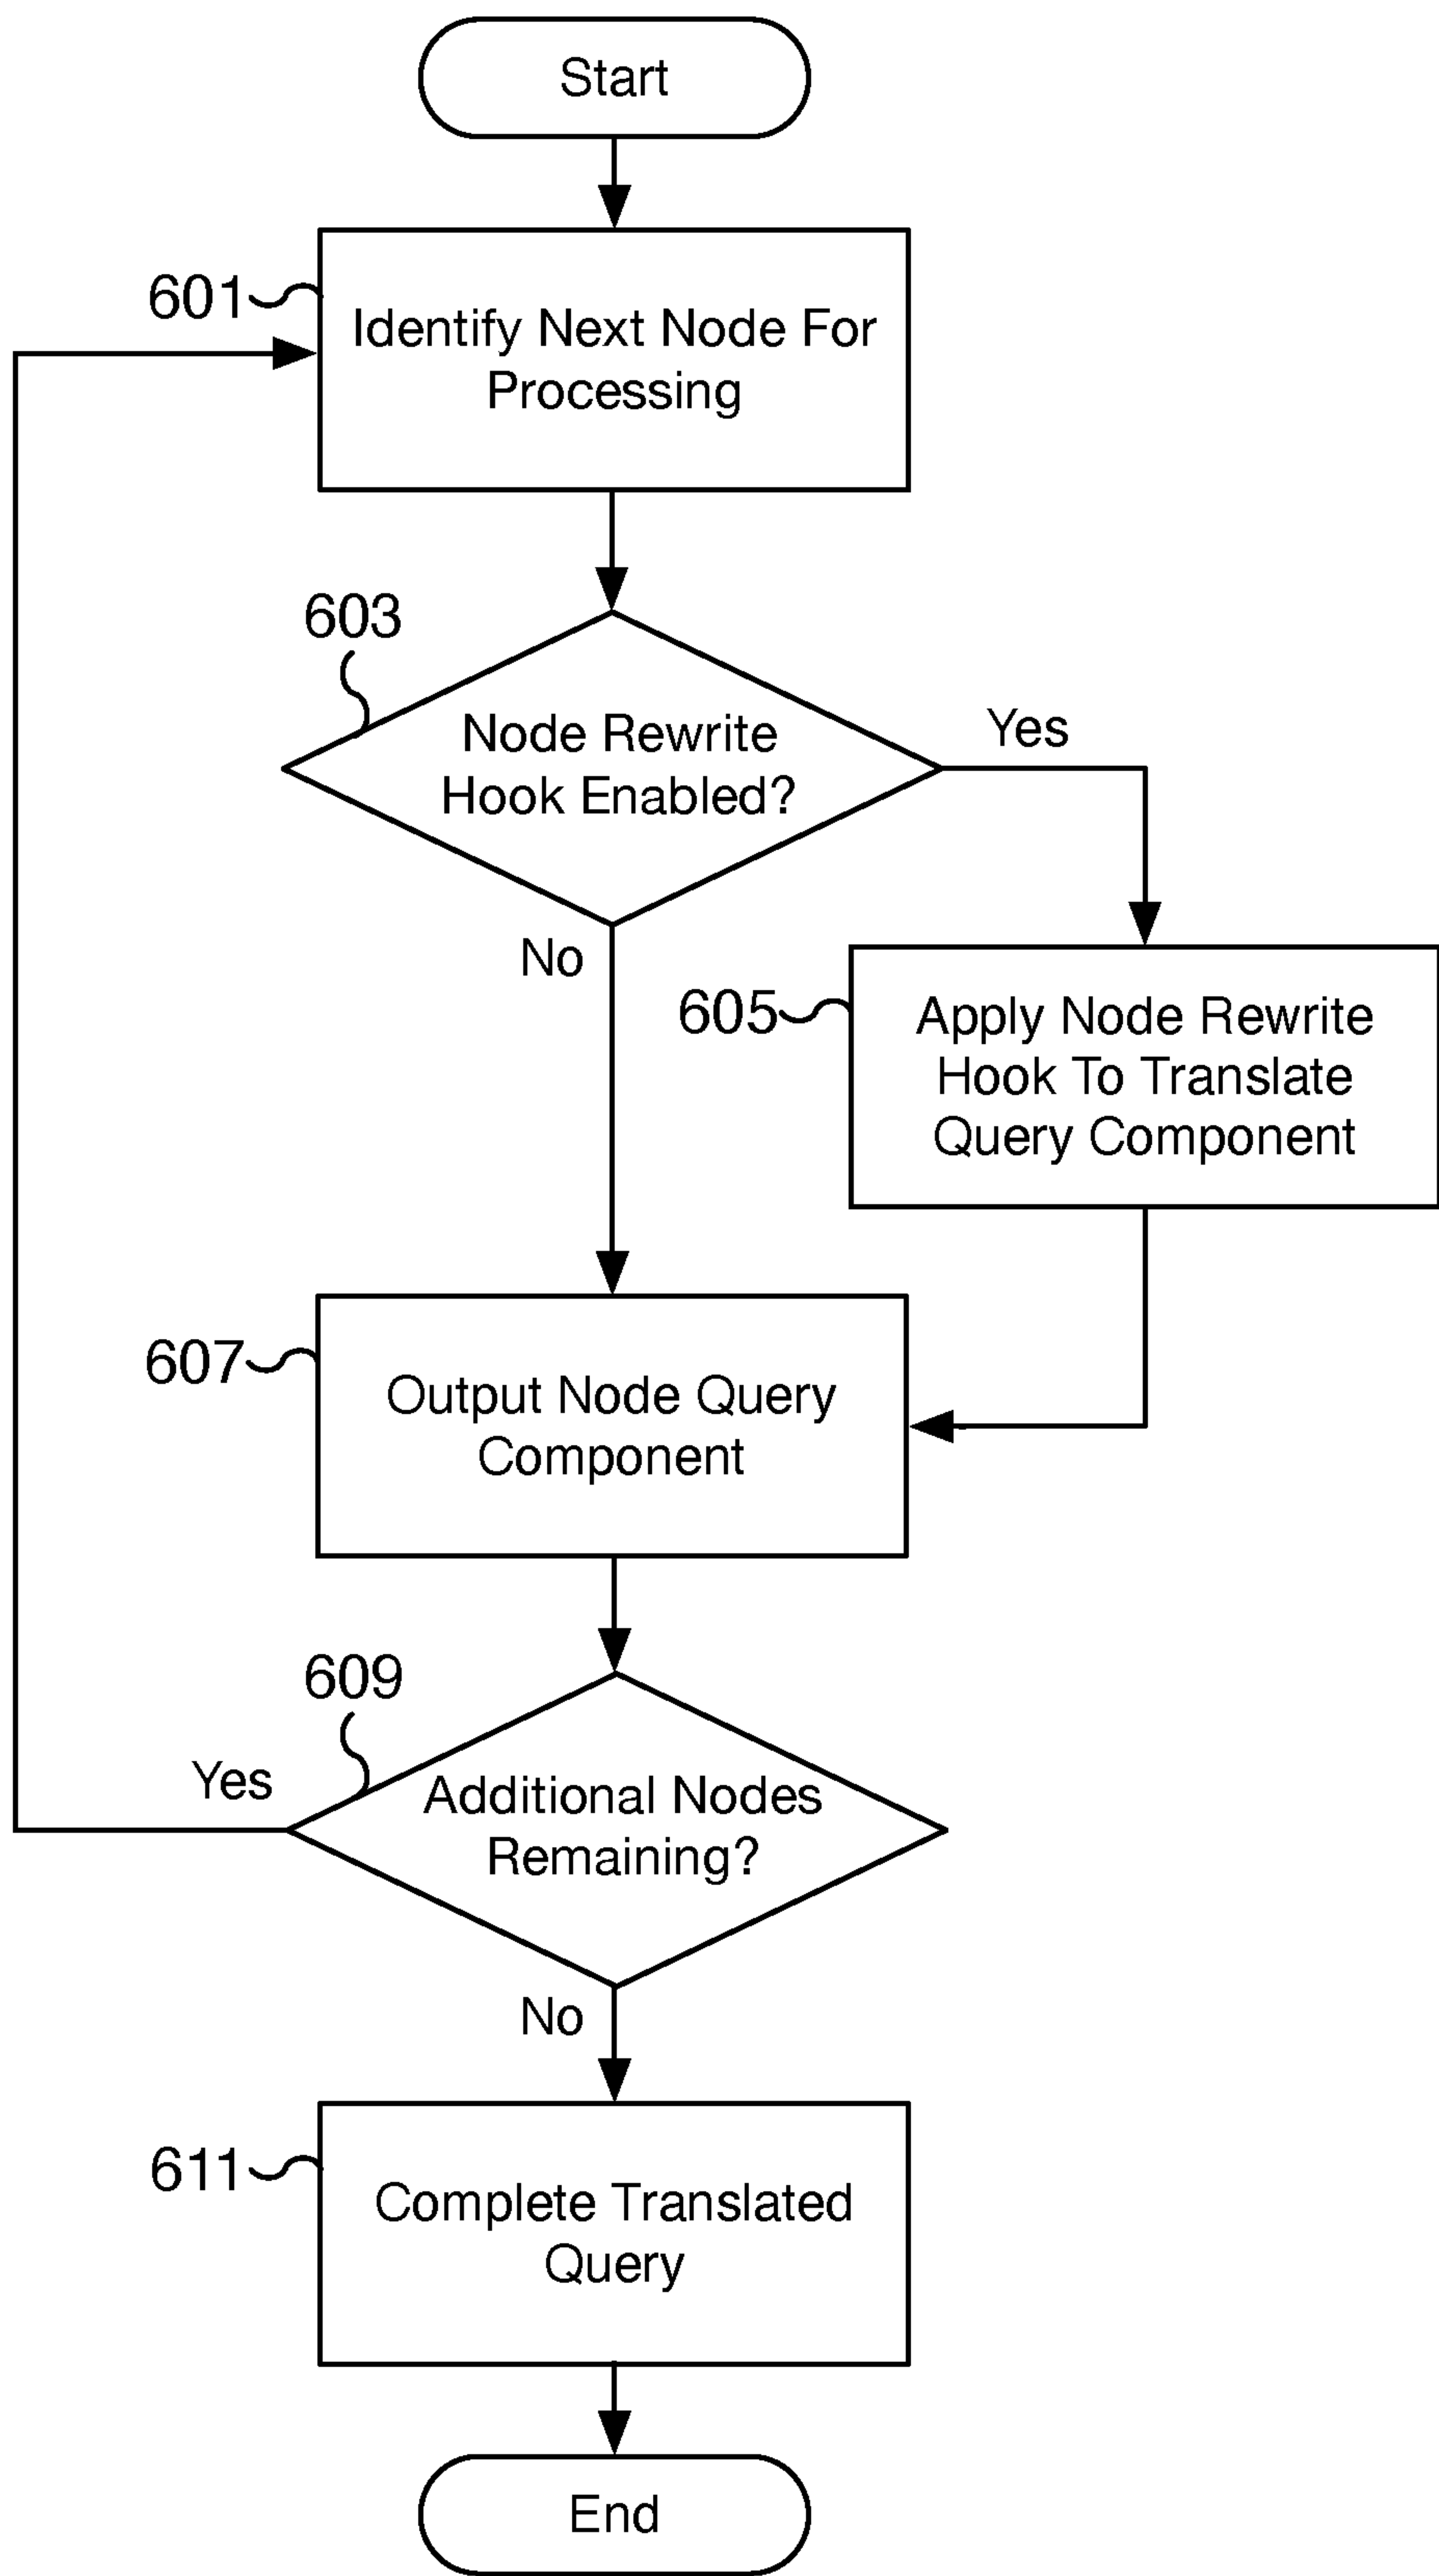 Start
601
Identify Next Node For
Processing
603
Node Rewrite
Hook Enabled?
Yes
No
605
Apply Node Rewrite
Hook To Translate
Query Component
607
Output Node Query
Component
609
Yes
Additional Nodes
Remaining?
No
611
Complete Translated
Query
End